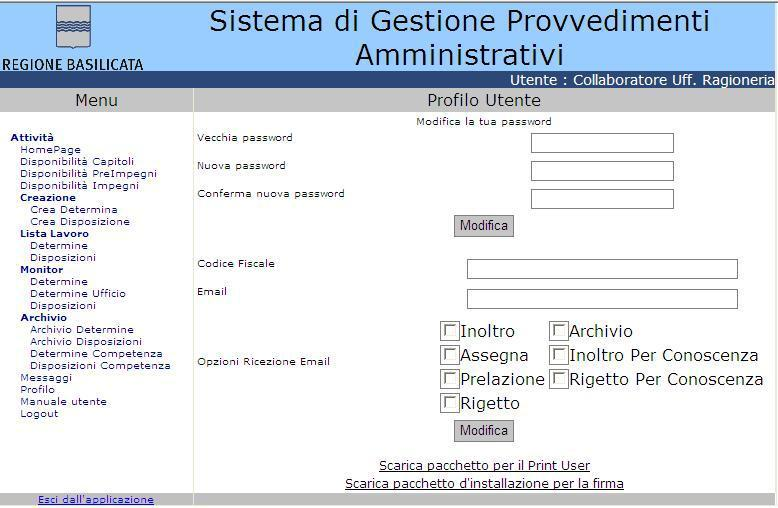 Sistema di Gestione Provvedimenti
Amministrativi
REGIONE BASILICATA
Utente : Collaboratore Uff. Ragioneria
Menu
Profilo Utente
Attività
HomePage
Disponibilità Capitoli
Disponibilità PreImpegni
Disponibilità Impegni
Creazione
Crea Determina
Crea Disposizione
Lista Lavoro
Determine
Disposizioni
Monitor
Determine
Determine Ufficio
Disposizioni
Archivio
Archivio Determine
Archivio Disposizioni
Determine Competenza
Disposizioni Competenza
Messaggi
Profilo
Manuale utente
Logout
Modifica la tua password
Vecchia password
Nuova password
Conferma nuova password
Modifica
Codice Fiscale
Email
Opzioni Ricezione Email
Inoltro Archivio
Assegna Inoltro Per Conoscenza
Prelazione Rigetto Per Conoscenza
Rigetto
Modifica
Scarica pacchetto per il Print User
Scarica pacchetto d'installazione per la firma
Esci dall'applicazione